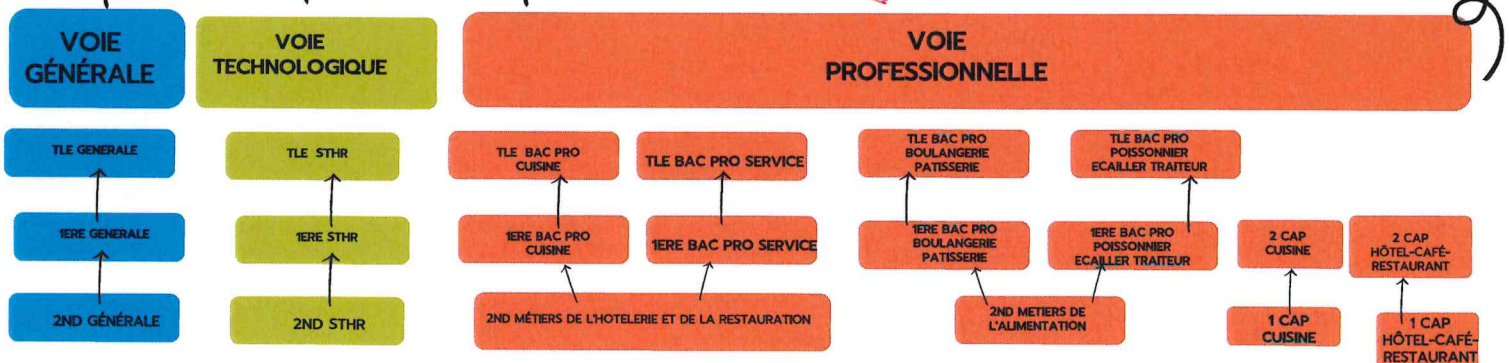 VOIE
GÉNÉRALE
VOIE
TECHNOLOGIQUE
VOIE
PROFESSIONNELLE
TLE GENERALE
TLE STHR
TLE BAC PRO
CUISINE
TLE BAC PRO SERVICE
TLE BAC PRO
BOULANGERIE
PATISSERIE
TLE BAC PRO
POISSONNIER
ECAILLER TRAITEUR
1ERE GENERALE
1ERE STHR
1ERE BAC PRO
CUISINE
1ERE BAC PRO SERVICE
1ERE BAC PRO
BOULANGERIE
PATISSERIE
1ERE BAC PRO
POISSONNIER
ECAILLER TRAITEUR
2 CAP
CUISINE
2 CAP
HÔTEL-CAFÉ-
RESTAURANT
2ND GÉNÉRALE
2ND STHR
2ND MÉTIERS DE L'HOTELERIE ET DE LA RESTAURATION
2ND METIERS DE
L'ALIMENTATION
1 CAP
CUISINE
1 CAP
HÔTEL-CAFÉ-
RESTAURANT